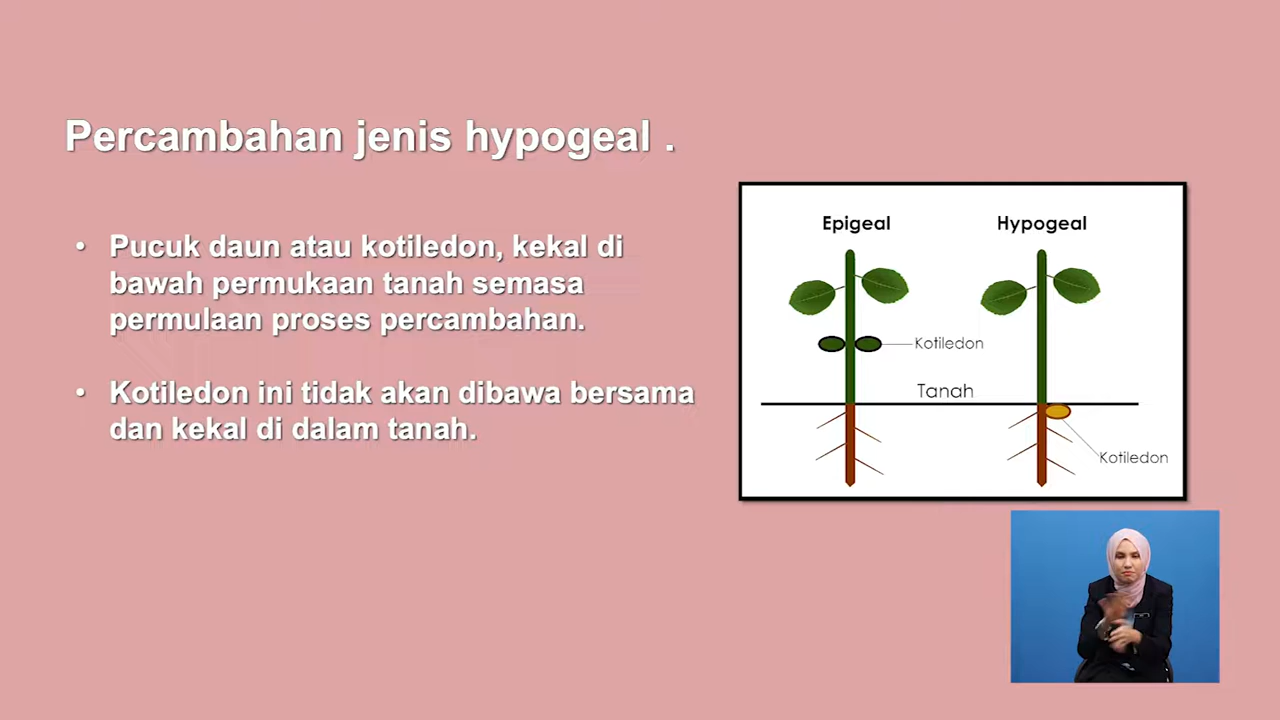 Percambahan jenis hypogeal .
• Pucuk daun atau kotiledon, kekal di
bawah permukaan tanah semasa
permulaan proses percambahan.
• Kotiledon ini tidak akan dibawa bersama
dan kekal di dalam tanah.
Epigeal
Hypogeal
Kotiledon
Tanah
Kotiledon